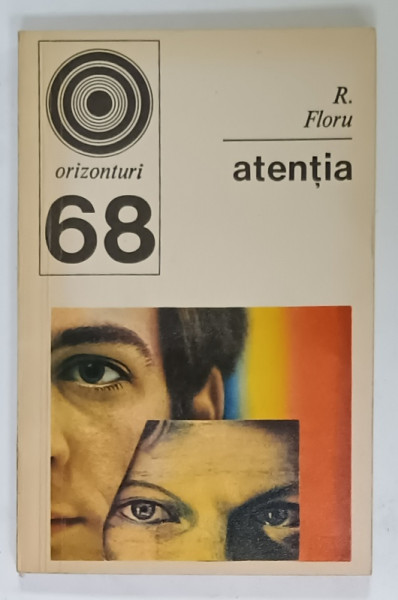 orizonturi
68
R.
Floru
atenția